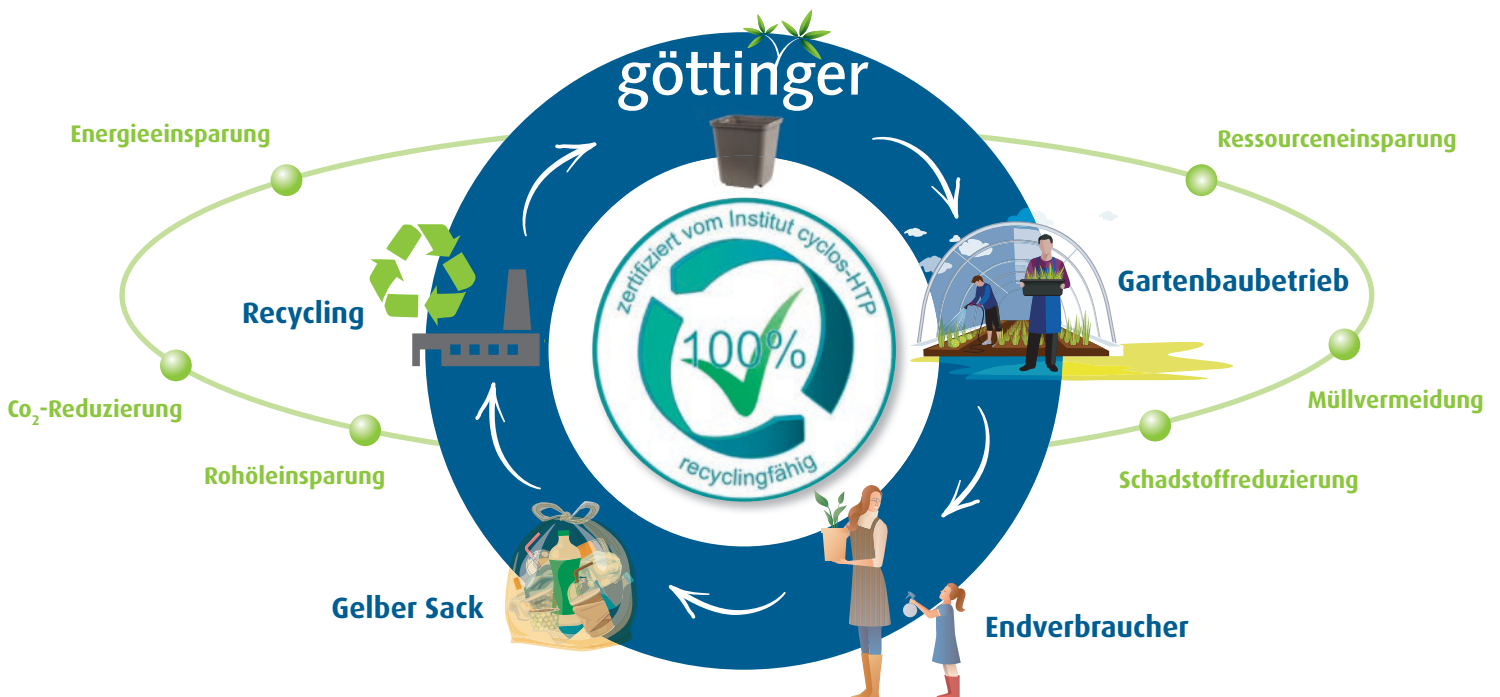 göttinger
Energieeinsparung
Ressourceneinsparung
zertifiziert vom Institut cyclos-HTP
Recycling
Gartenbaubetrieb
100%
Co₂-Reduzierung
Müllvermeidung
recyclingfähig
Rohöleinsparung
Schadstoffreduzierung
Gelber Sack
Endverbraucher